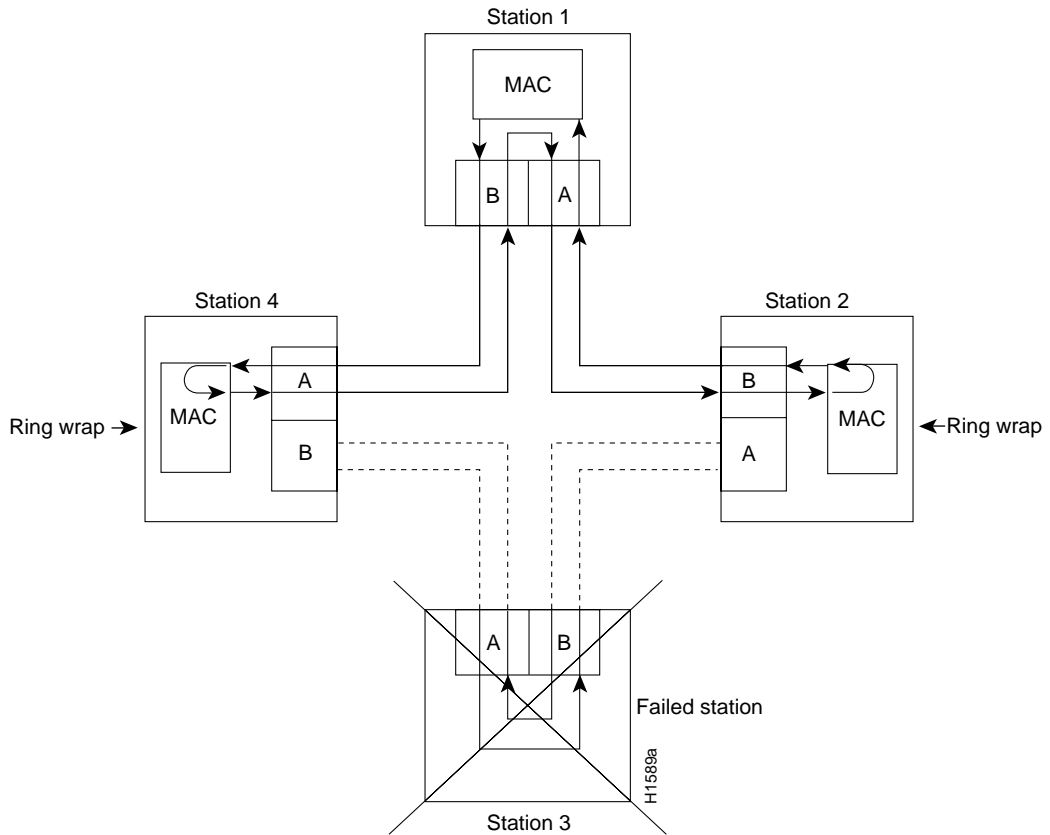 Station 1
MAC
B
A
Station 4
Station 2
A
B
MAC
MAC
Ring wrap
Ring wrap
B
A
A
B
Failed station
H1589a
Station 3